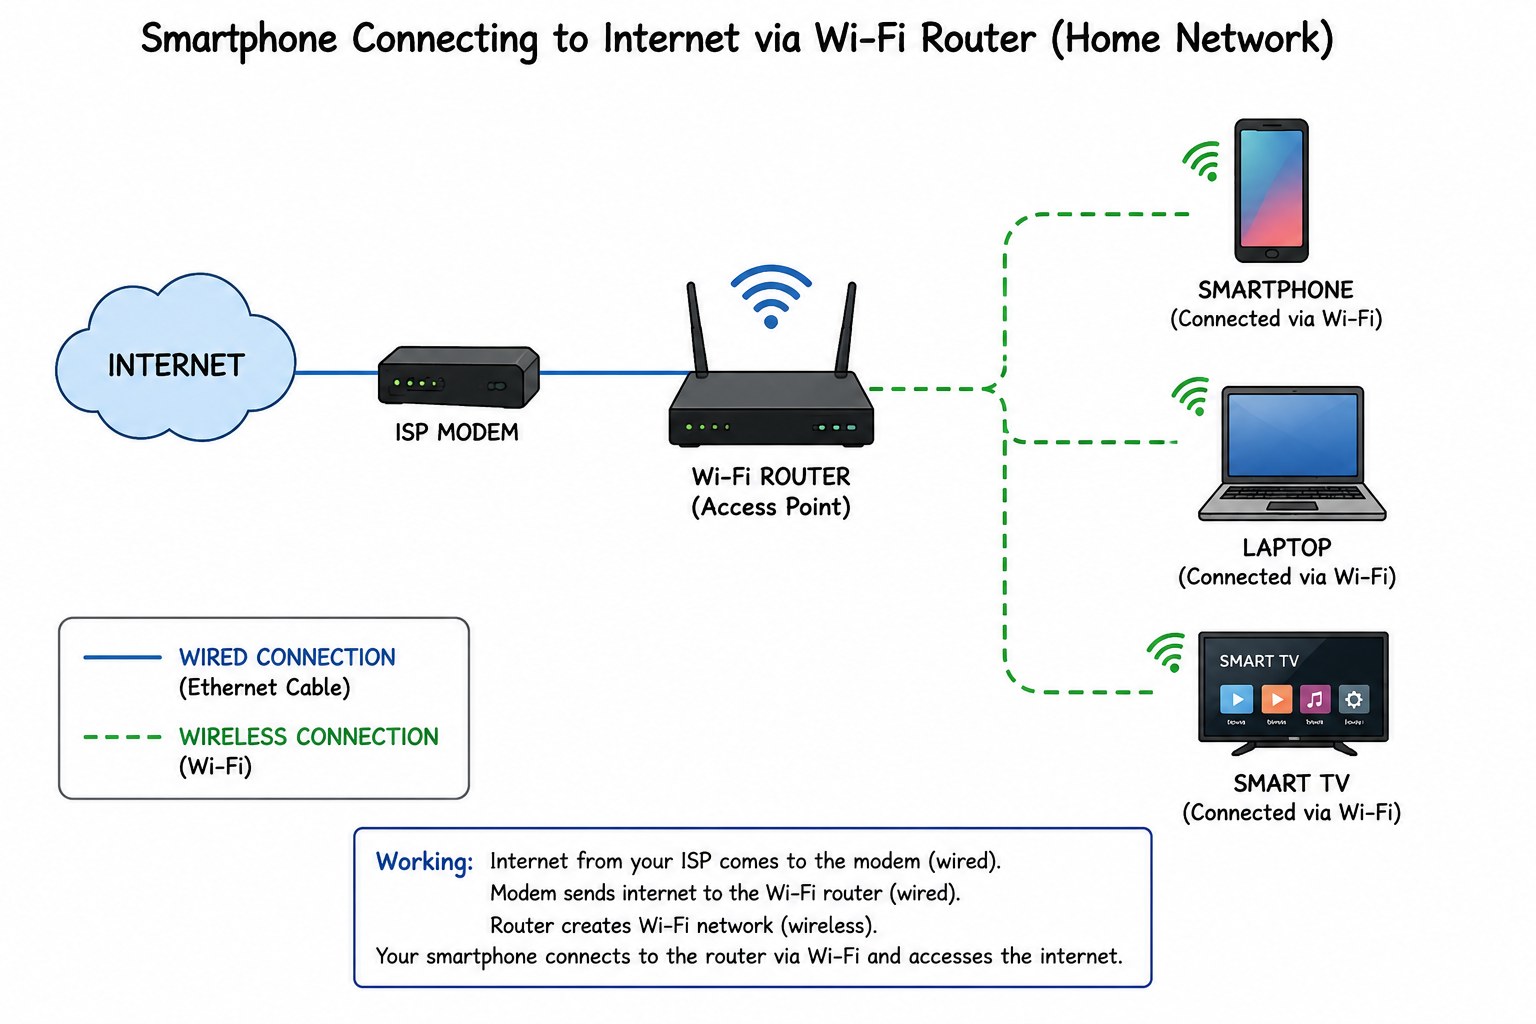 Smartphone Connecting to Internet via Wi-Fi Router (Home Network)
INTERNET
ISP MODEM
Wi-Fi ROUTER
(Access Point)
SMARTPHONE
(Connected via Wi-Fi)
LAPTOP
(Connected via Wi-Fi)
SMART TV
SMART TV
(Connected via Wi-Fi)
WIRED CONNECTION
(Ethernet Cable)
WIRELESS CONNECTION
(Wi-Fi)
Working: Internet from your ISP comes to the modem (wired).
Modem sends internet to the Wi-Fi router (wired).
Router creates Wi-Fi network (wireless).
Your smartphone connects to the router via Wi-Fi and accesses the internet.